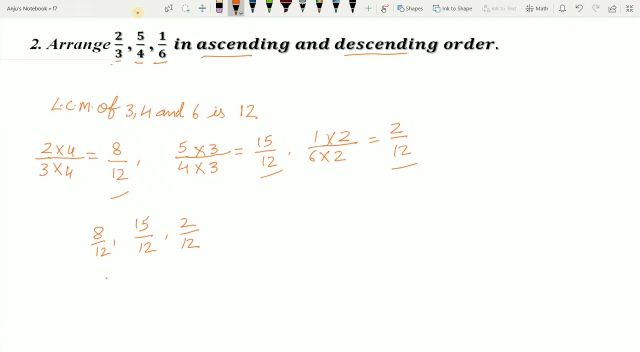 Anju's Notebook » f7
Shapes Ink to Shape Ink to Text Math
2. Arrange 2/3, 5/4, 1/6 in ascending and descending order.
L.C.M. of 3, 4 and 6 is 12
2 × 4 / 3 × 4 = 8/12, 5 × 3 / 4 × 3 = 15/12, 1 × 2 / 6 × 2 = 2/12
8/12, 15/12, 2/12